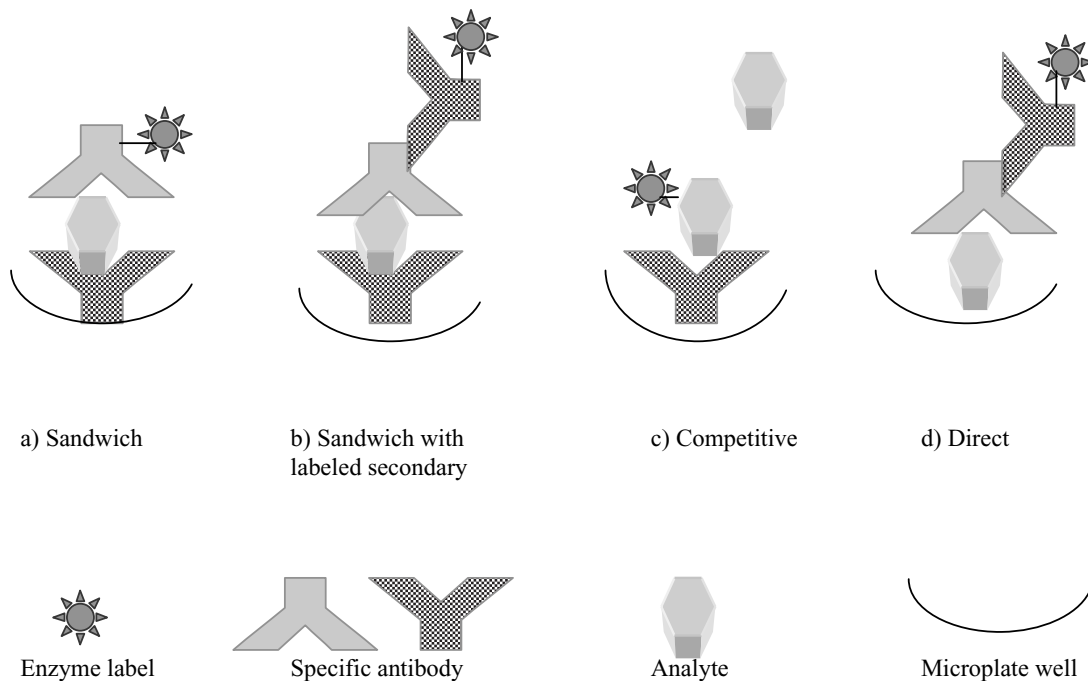 a) Sandwich
b) Sandwich with
labeled secondary
c) Competitive
d) Direct
Enzyme label
Specific antibody
Analyte
Microplate well